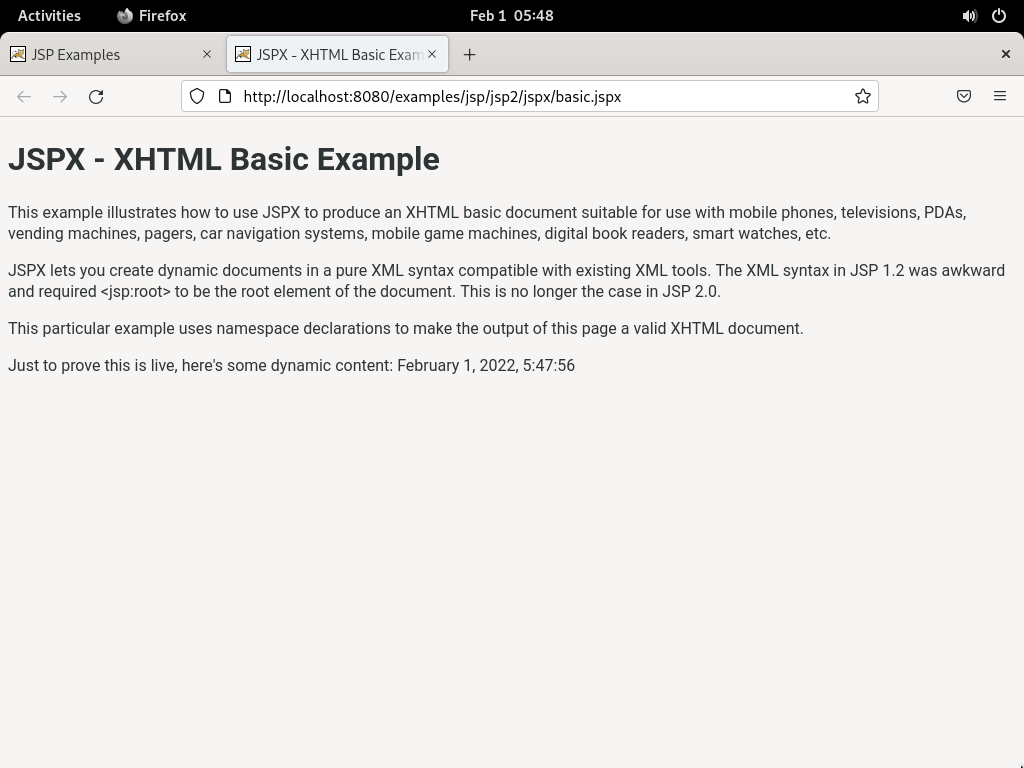 Activities Firefox Feb 1 05:48
JSP Examples JSPX - XHTML Basic Exam
http://localhost:8080/examples/jsp/jsp2/jspx/basic.jspx
JSPX - XHTML Basic Example
This example illustrates how to use JSPX to produce an XHTML basic document suitable for use with mobile phones, televisions, PDAs,
vending machines, pagers, car navigation systems, mobile game machines, digital book readers, smart watches, etc.
JSPX lets you create dynamic documents in a pure XML syntax compatible with existing XML tools. The XML syntax in JSP 1.2 was awkward
and required <jsp:root> to be the root element of the document. This is no longer the case in JSP 2.0.
This particular example uses namespace declarations to make the output of this page a valid XHTML document.
Just to prove this is live, here's some dynamic content: February 1, 2022, 5:47:56